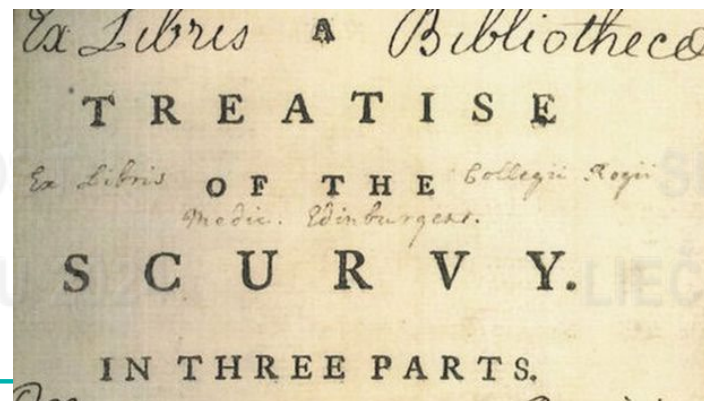 Ex Libris A Bibliotheca
TREATISE
Ex Libris OF THE Collegii Regii
Medic. Edinburgens.
SCURVY.
IN THREE PARTS.